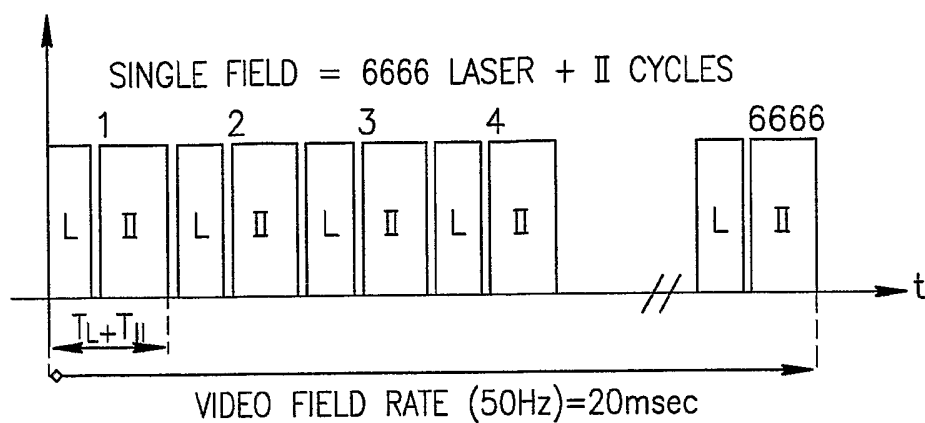 SINGLE FIELD = 6666 LASER + II CYCLES
1 2 3 4 6666
L II L II L II L II L II
t
TL+TII
VIDEO FIELD RATE (50Hz)=20msec